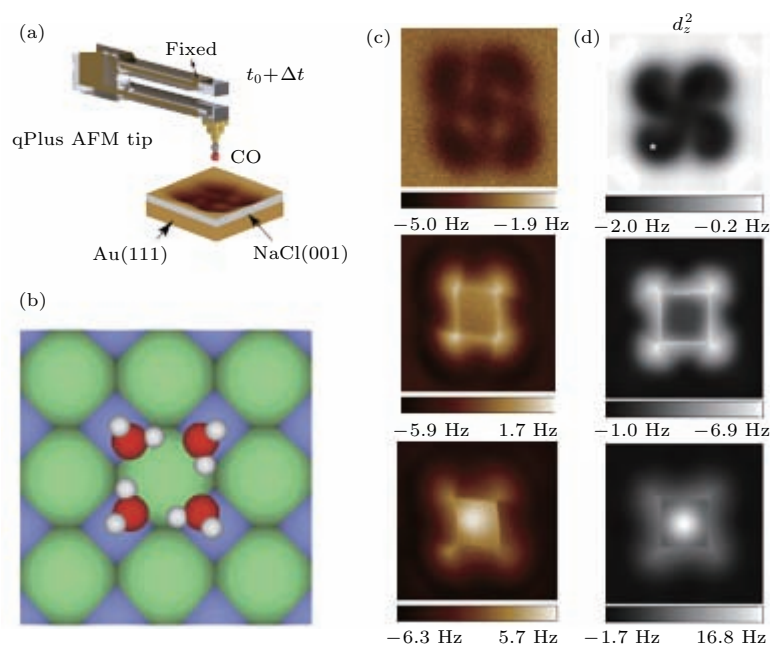 (a)
Fixed
t₀+Δt
qPlus AFM tip
CO
Au(111)
NaCl(001)
(b)
(c)
−5.0 Hz −1.9 Hz
−5.9 Hz 1.7 Hz
−6.3 Hz 5.7 Hz
(d)
d_z²
−2.0 Hz −0.2 Hz
−1.0 Hz −6.9 Hz
−1.7 Hz 16.8 Hz